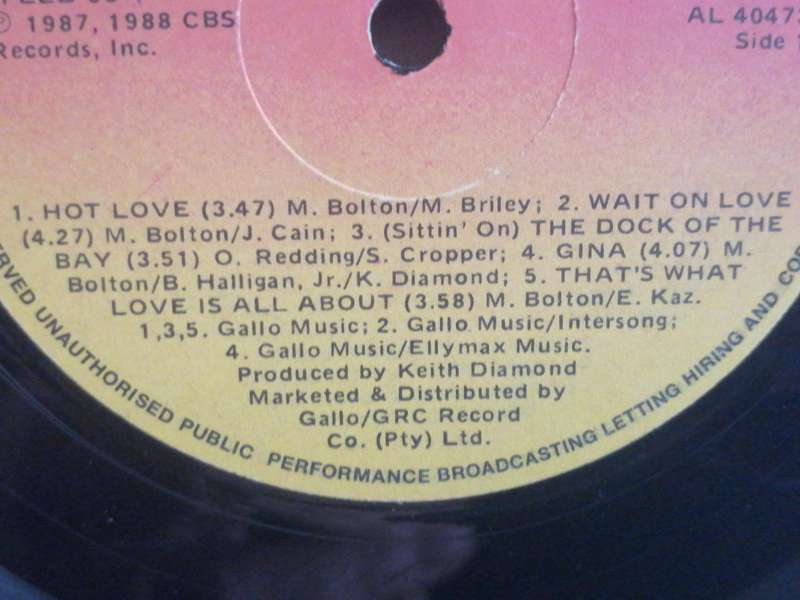 ℗ 1987, 1988 CBS
Records, Inc.
AL 4047
Side 1
1. HOT LOVE (3.47) M. Bolton/M. Briley; 2. WAIT ON LOVE
(4.27) M. Bolton/J. Cain; 3. (Sittin' On) THE DOCK OF THE
BAY (3.51) O. Redding/S. Cropper; 4. GINA (4.07) M.
Bolton/B. Halligan, Jr./K. Diamond; 5. THAT'S WHAT
LOVE IS ALL ABOUT (3.58) M. Bolton/E. Kaz.
1,3,5. Gallo Music; 2. Gallo Music/Intersong;
4. Gallo Music/Ellymax Music.
Produced by Keith Diamond
Marketed & Distributed by
Gallo/GRC Record
Co. (Pty) Ltd.
ERVED UNAUTHORISED PUBLIC PERFORMANCE BROADCASTING LETTING HIRING AND COP